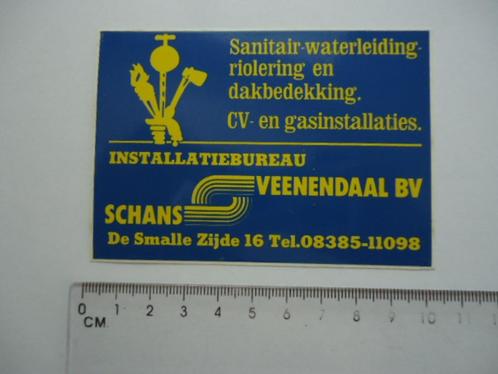 Sanitair-waterleiding-
riolering en
dakbedekking.
CV- en gasinstallaties.
INSTALLATIEBUREAU
VEENENDAAL BV
SCHANS
De Smalle Zijde 16 Tel.08385-11098
0 1 2 3 4 5 6 7 8 9 10 11
CM